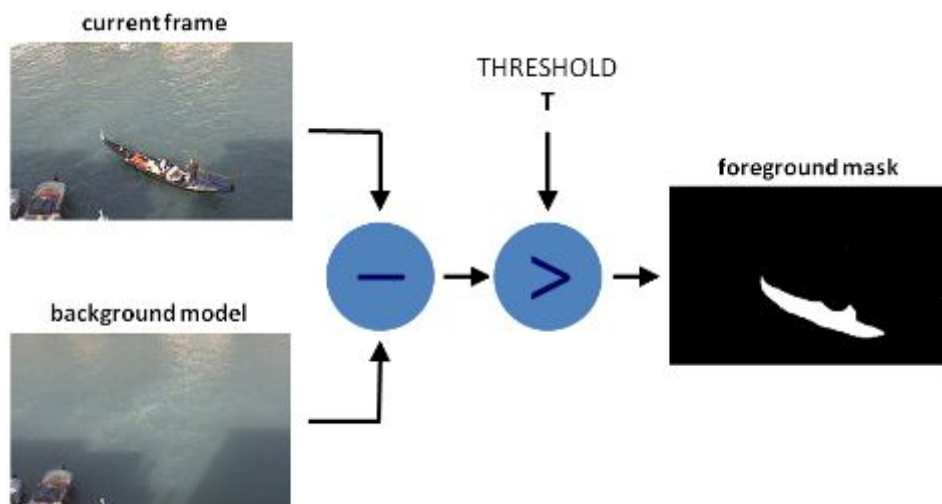 current frame
THRESHOLD
T
foreground mask
−
>
background model